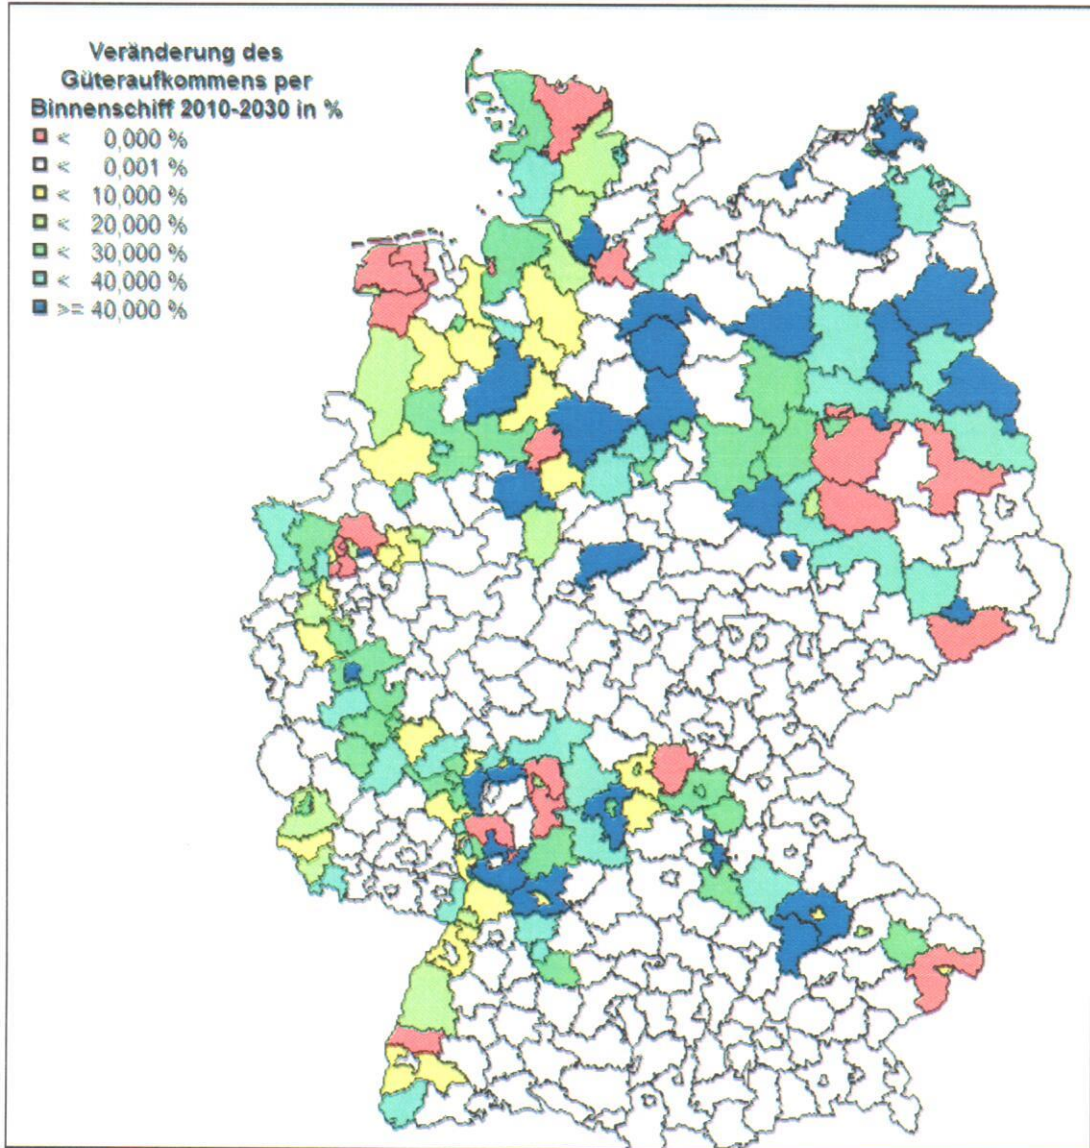 Veränderung des
Güteraufkommens per
Binnenschiff 2010-2030 in %
< 0,000 %
< 0,001 %
< 10,000 %
< 20,000 %
< 30,000 %
< 40,000 %
>= 40,000 %